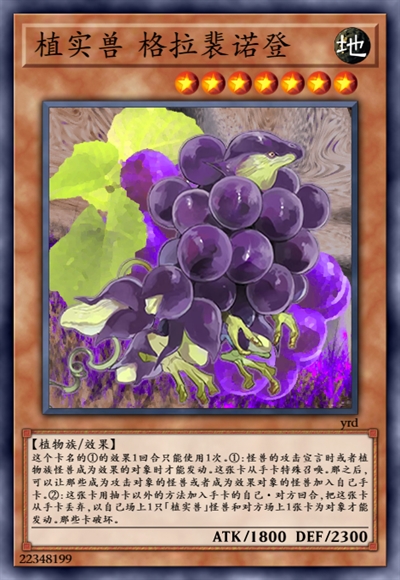 植实兽 格拉裴诺登
地
yrd
【植物族/效果】
这个卡名的①的效果1回合只能使用1次。①:怪兽的攻击宣言时或者植
物族怪兽成为效果的对象时才能发动。这张卡从手卡特殊召唤。那之后,
可以让那些成为攻击对象的怪兽或者成为效果对象的怪兽加入自己手
卡。②:这张卡用抽卡以外的方法加入手卡的自己・对方回合,把这张卡
从手卡丢弃,以自己场上1只「植实兽」怪兽和对方场上1张卡为对象才能
发动。那些卡破坏。
ATK/1800 DEF/2300
22348199